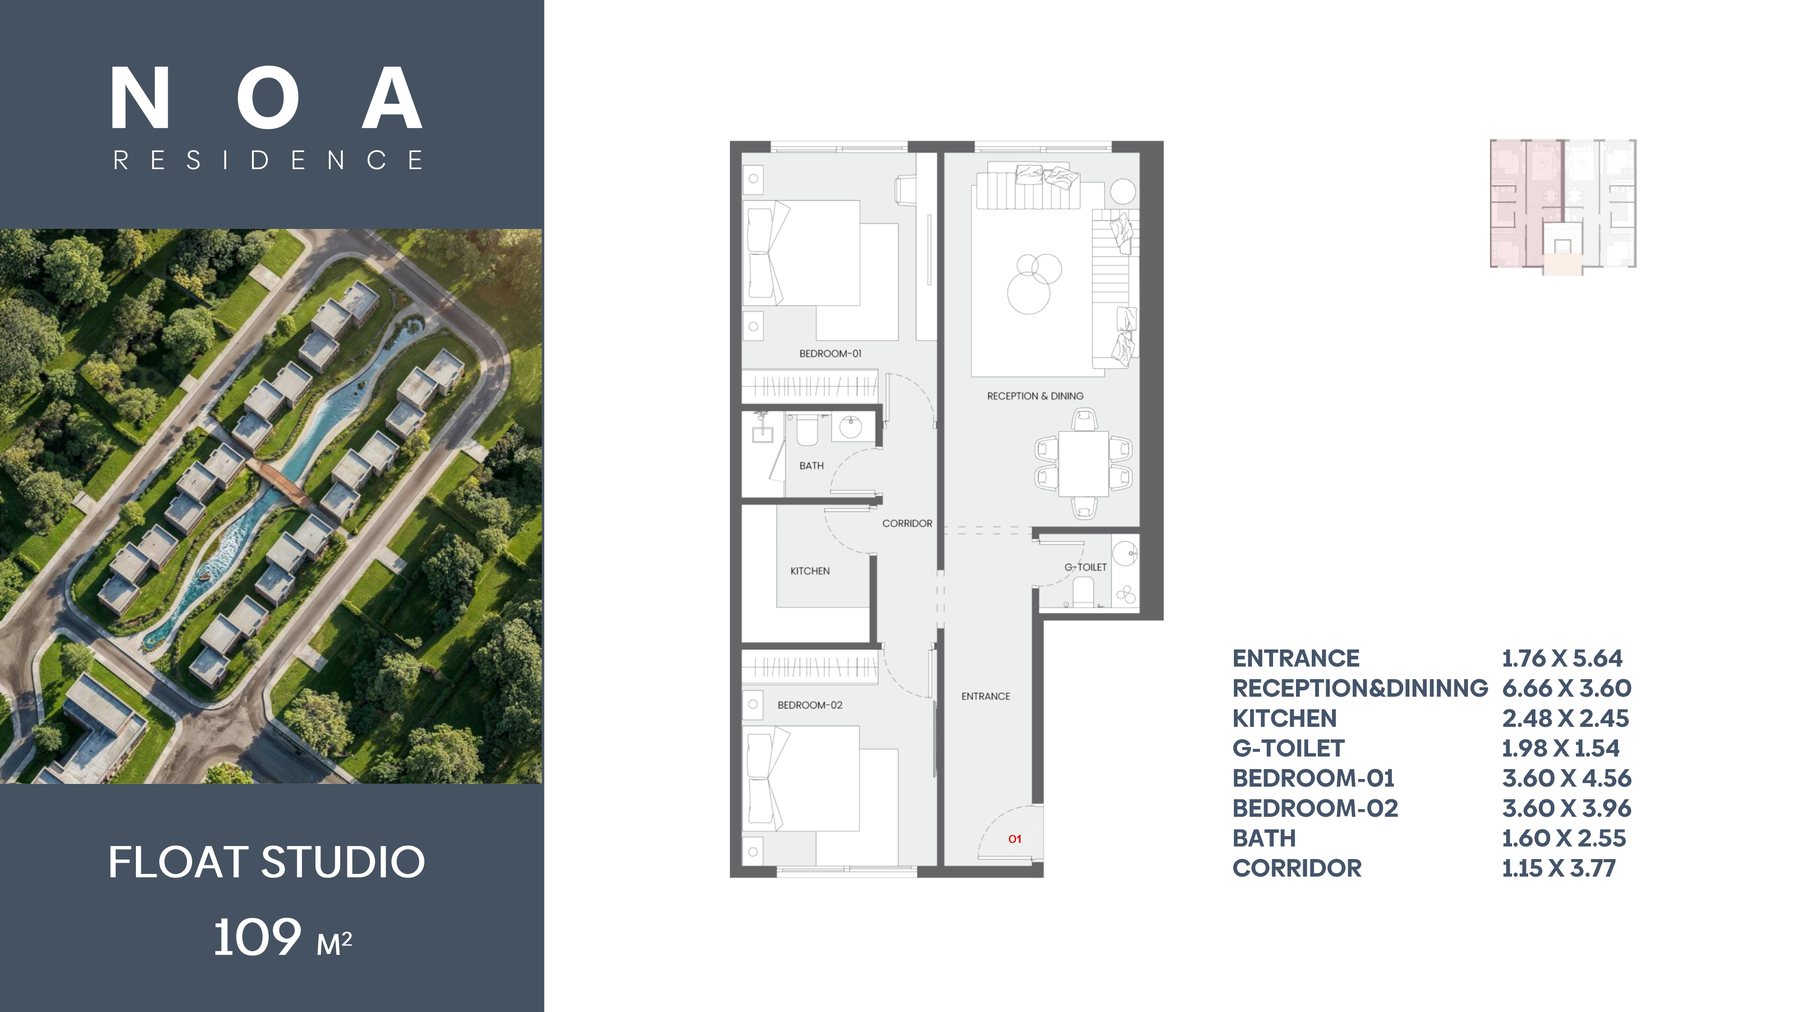 NOA
RESIDENCE
FLOAT STUDIO
109 M²
BEDROOM-01
RECEPTION & DINING
BATH
CORRIDOR
KITCHEN
G-TOILET
ENTRANCE
BEDROOM-02
01
ENTRANCE 1.76 X 5.64
RECEPTION&DININNG 6.66 X 3.60
KITCHEN 2.48 X 2.45
G-TOILET 1.98 X 1.54
BEDROOM-01 3.60 X 4.56
BEDROOM-02 3.60 X 3.96
BATH 1.60 X 2.55
CORRIDOR 1.15 X 3.77